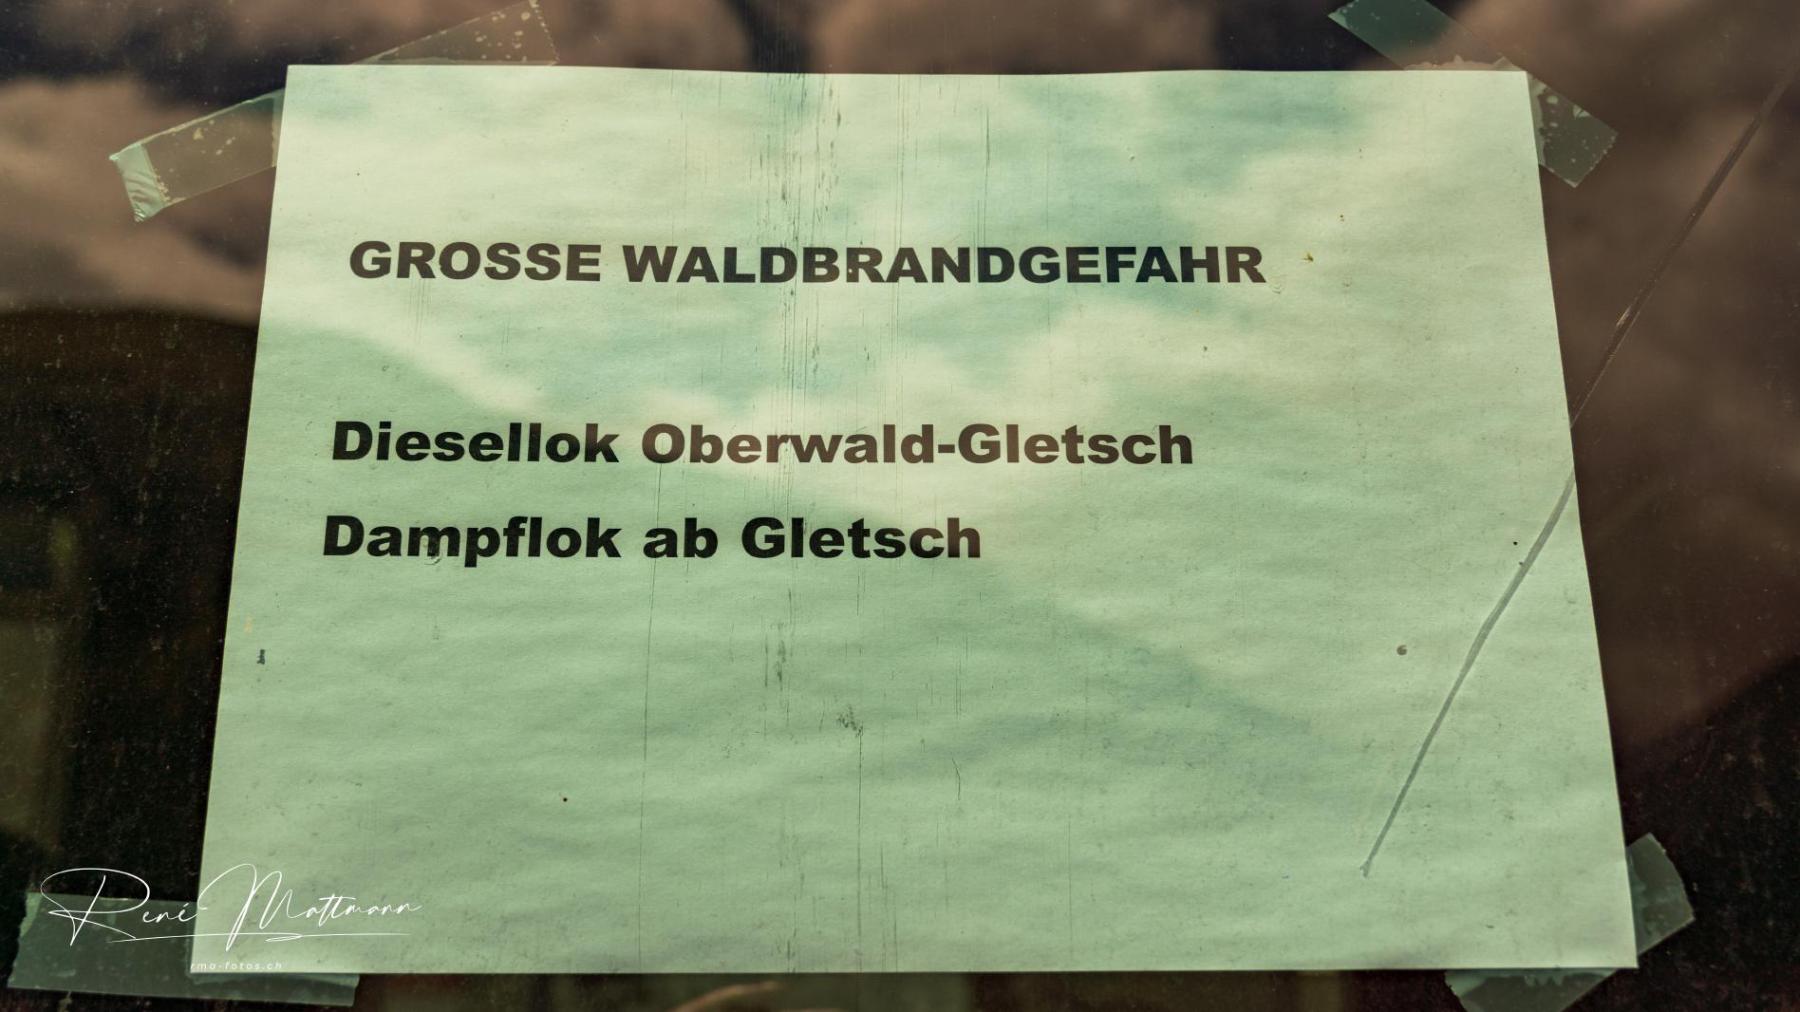 GROSSE WALDBRANDGEFAHR
Diesellok Oberwald-Gletsch
Dampflok ab Gletsch
René Mattmann
rma-fotos.ch